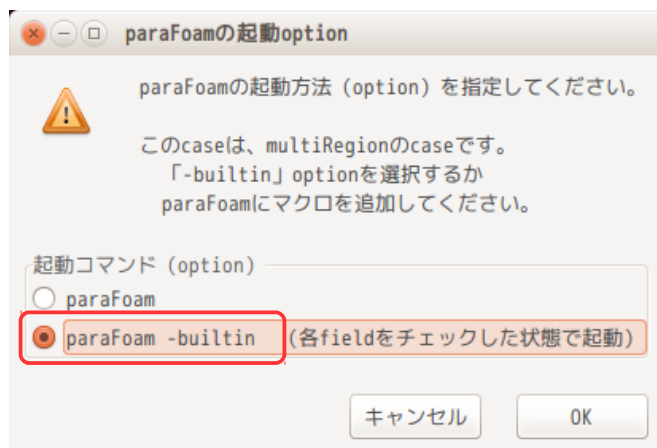 paraFoamの起動option
paraFoamの起動方法 (option) を指定してください。
このcaseは、multiRegionのcaseです。
「-builtin」optionを選択するか
paraFoamにマクロを追加してください。
起動コマンド (option)
paraFoam
paraFoam -builtin (各fieldをチェックした状態で起動)
キャンセル
OK